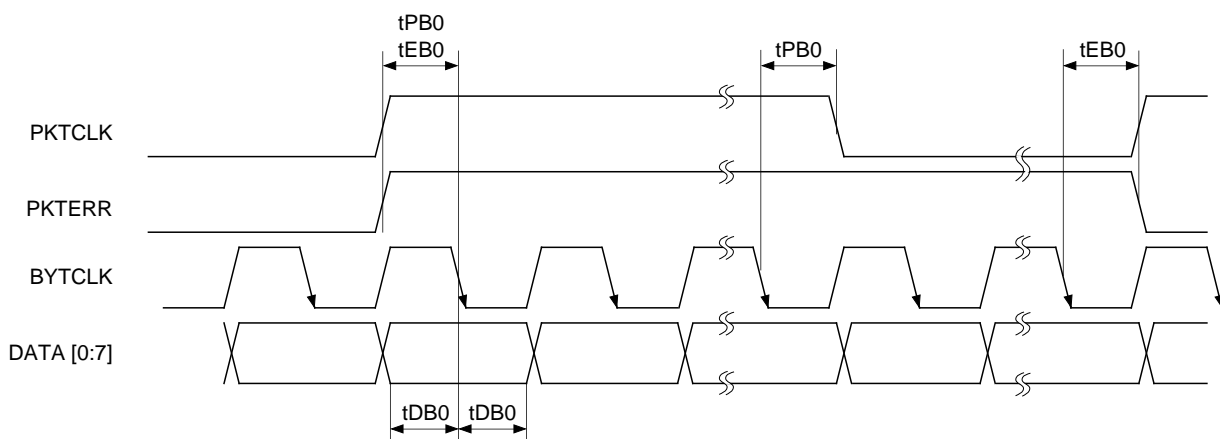 tPB0
tEB0
tPB0
tEB0
PKTCLK
PKTERR
BYTCLK
DATA [0:7]
tDB0
tDB0